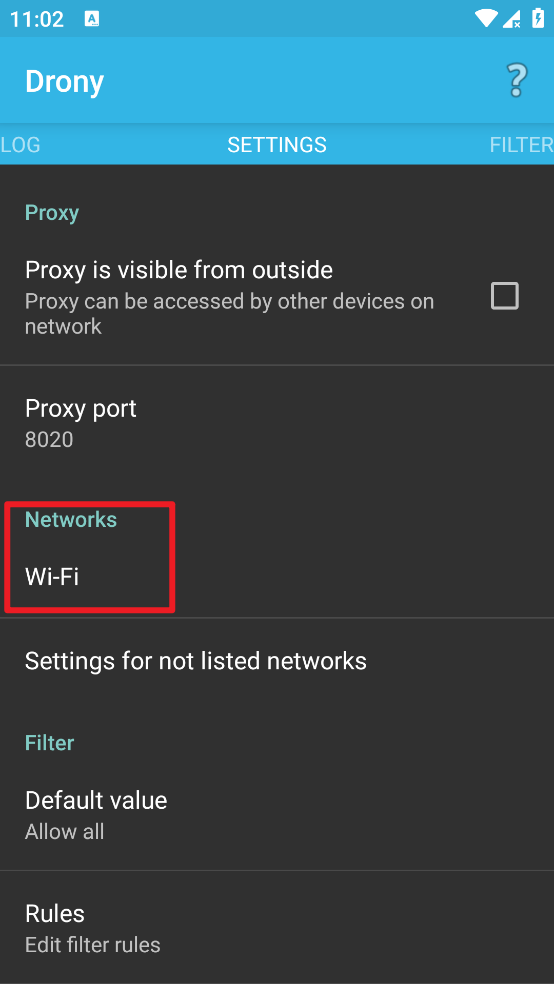 11:02
A
Drony
?
LOG
SETTINGS
FILTER
Proxy
Proxy is visible from outside
Proxy can be accessed by other devices on
network
Proxy port
8020
Networks
Wi-Fi
Settings for not listed networks
Filter
Default value
Allow all
Rules
Edit filter rules